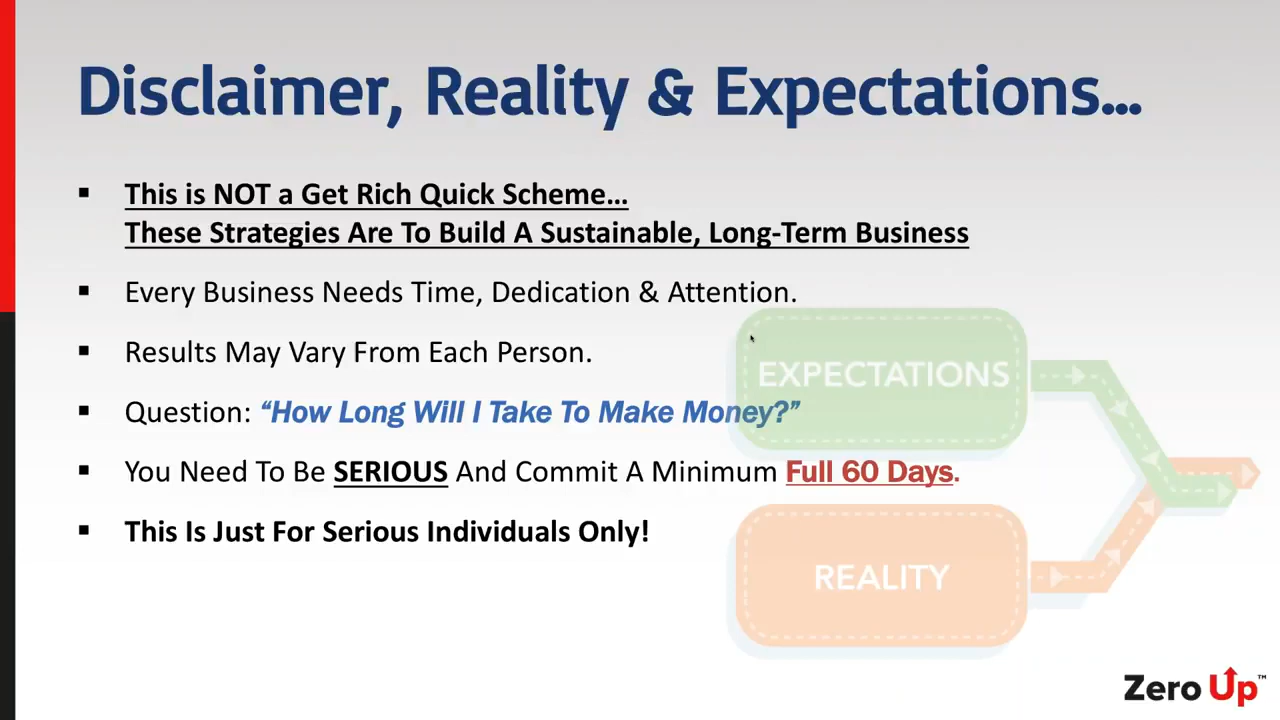 Disclaimer, Reality & Expectations...
▪ This is NOT a Get Rich Quick Scheme...
These Strategies Are To Build A Sustainable, Long-Term Business
▪ Every Business Needs Time, Dedication & Attention.
▪ Results May Vary From Each Person.
▪ Question: “How Long Will I Take To Make Money?”
▪ You Need To Be SERIOUS And Commit A Minimum Full 60 Days.
▪ This Is Just For Serious Individuals Only!
EXPECTATIONS
REALITY
Zero Up™